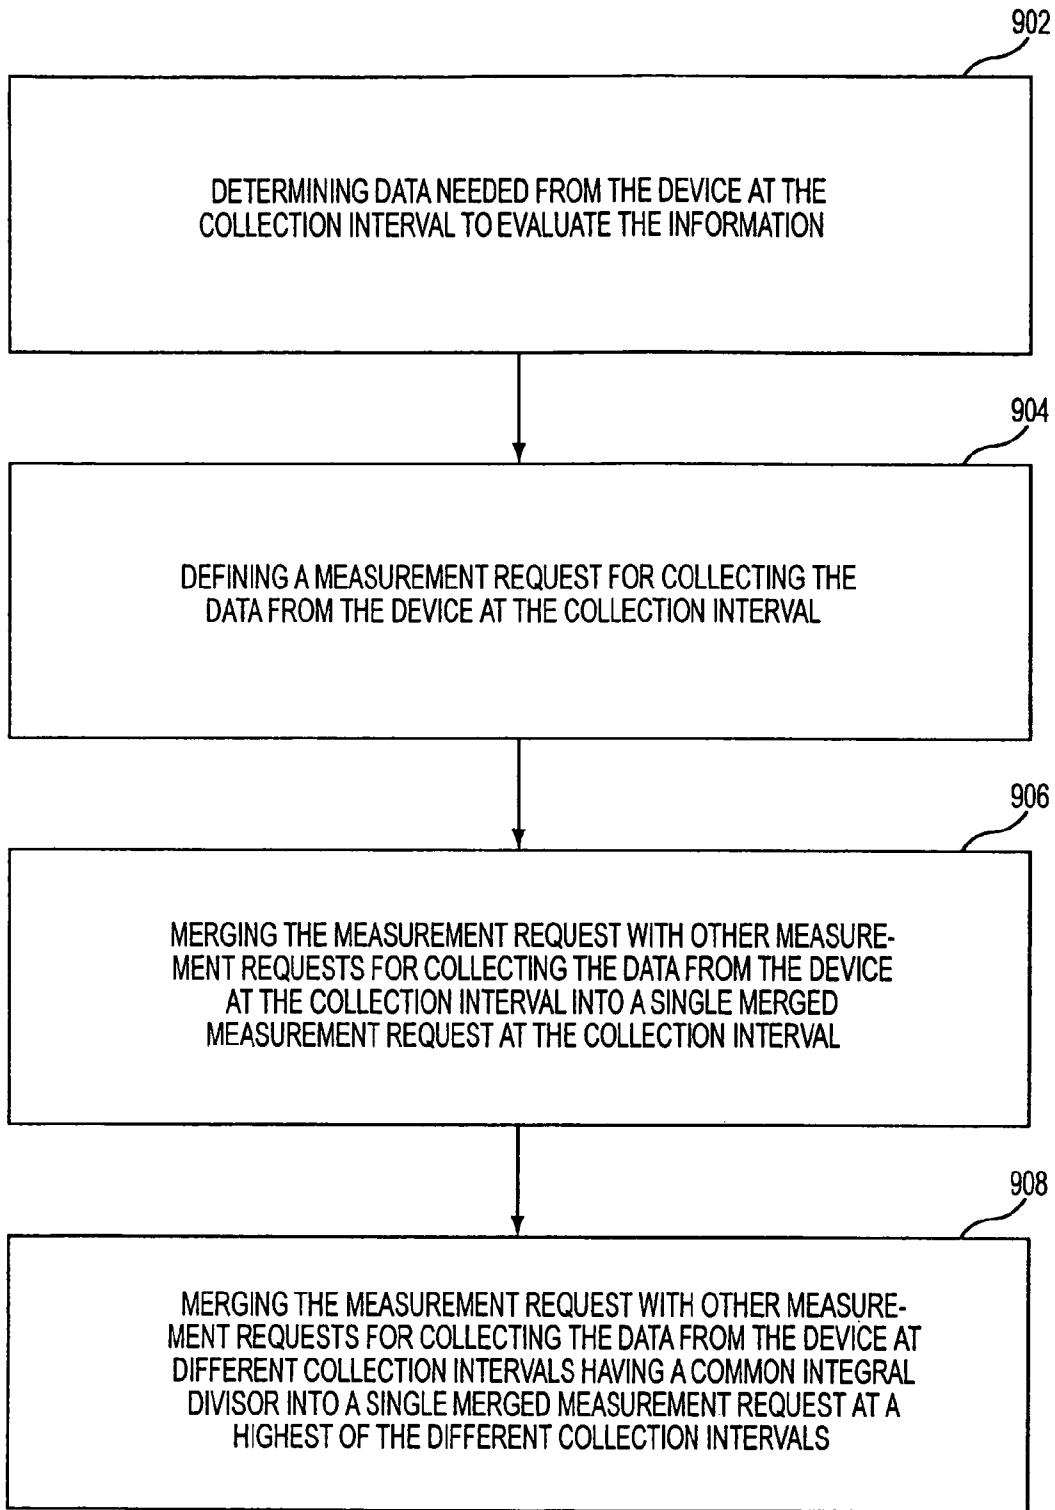 902
DETERMINING DATA NEEDED FROM THE DEVICE AT THE
COLLECTION INTERVAL TO EVALUATE THE INFORMATION
904
DEFINING A MEASUREMENT REQUEST FOR COLLECTING THE
DATA FROM THE DEVICE AT THE COLLECTION INTERVAL
906
MERGING THE MEASUREMENT REQUEST WITH OTHER MEASURE-
MENT REQUESTS FOR COLLECTING THE DATA FROM THE DEVICE
AT THE COLLECTION INTERVAL INTO A SINGLE MERGED
MEASUREMENT REQUEST AT THE COLLECTION INTERVAL
908
MERGING THE MEASUREMENT REQUEST WITH OTHER MEASURE-
MENT REQUESTS FOR COLLECTING THE DATA FROM THE DEVICE AT
DIFFERENT COLLECTION INTERVALS HAVING A COMMON INTEGRAL
DIVISOR INTO A SINGLE MERGED MEASUREMENT REQUEST AT A
HIGHEST OF THE DIFFERENT COLLECTION INTERVALS